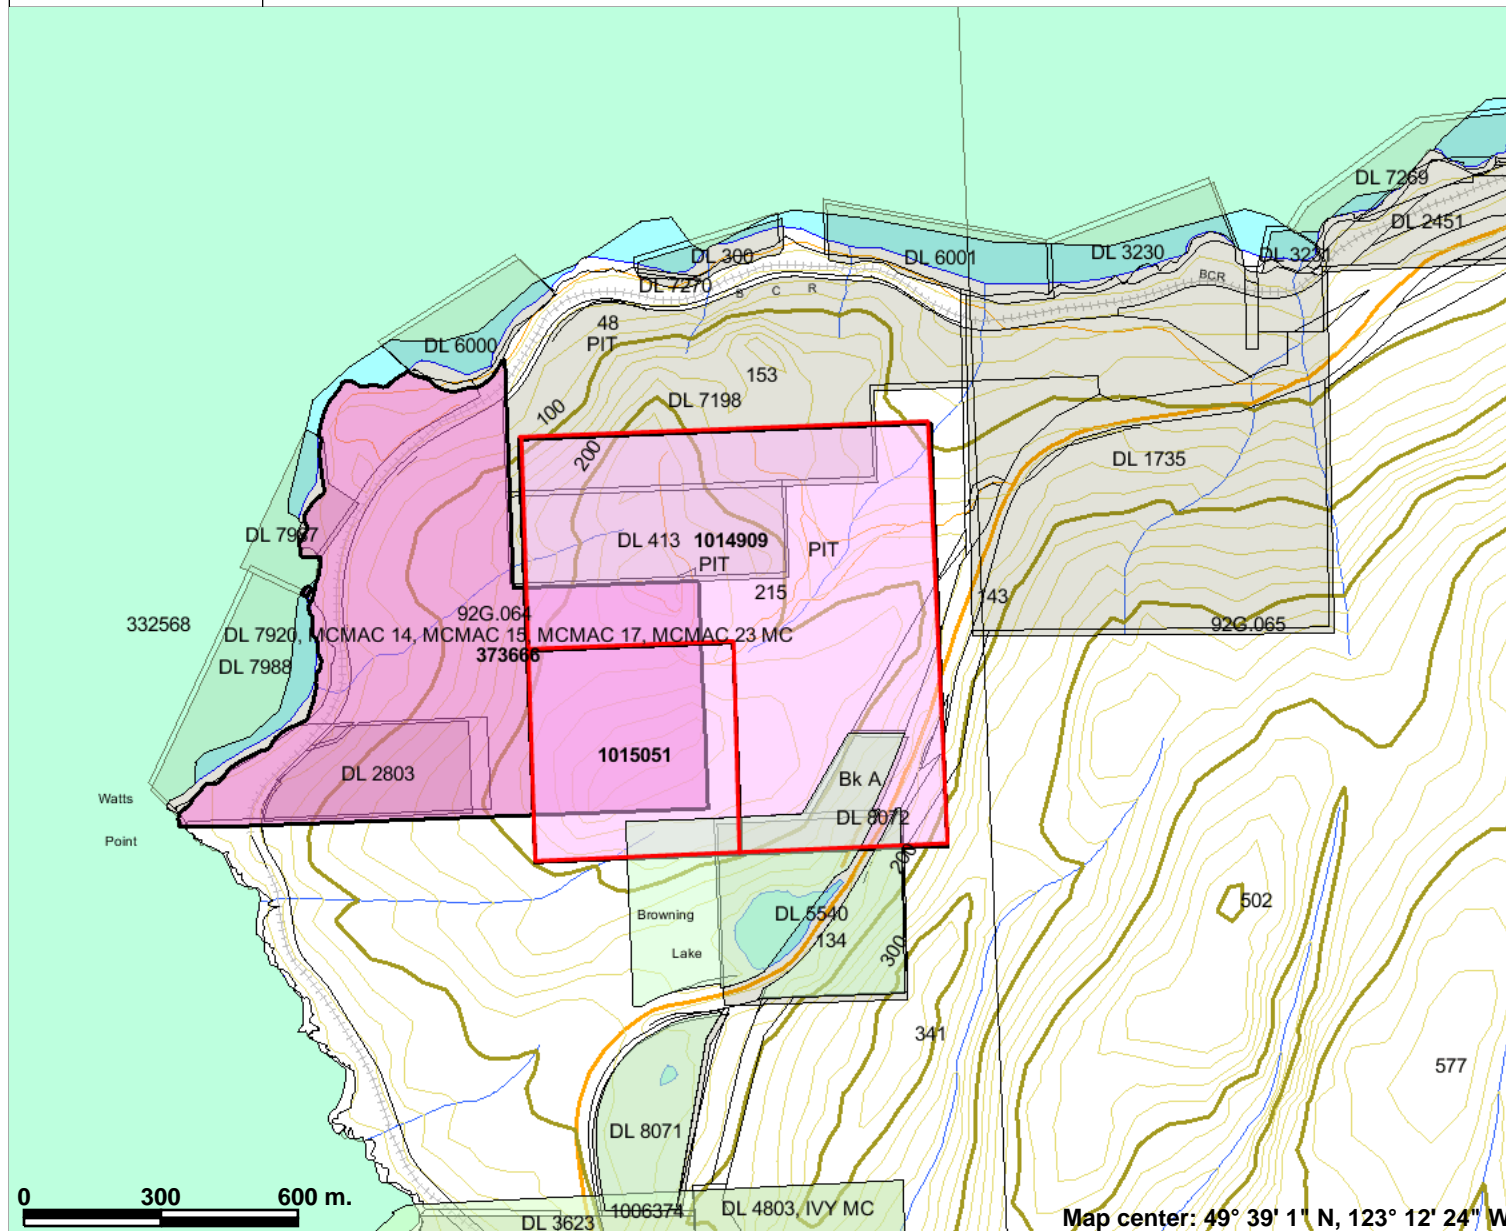 DL 7269
DL 2451
DL 300
DL 6001
DL 3230
DL 3231
BCR
DL 7270
B C R
48
PIT
DL 6000
153
DL 7198
100
200
DL 1735
DL 7987
DL 413
1014909
PIT
PIT
215
143
92G.064
92G.065
332568
DL 7920, MCMAC 14, MCMAC 15, MCMAC 17, MCMAC 23 MC
373666
DL 7988
1015051
DL 2803
Bk A
Watts
Point
DL 8072
200
502
Browning
Lake
DL 5540
134
300
341
577
DL 8071
0 300 600 m.
1006374
DL 4803, IVY MC
DL 3623
Map center: 49° 39' 1" N, 123° 12' 24" W